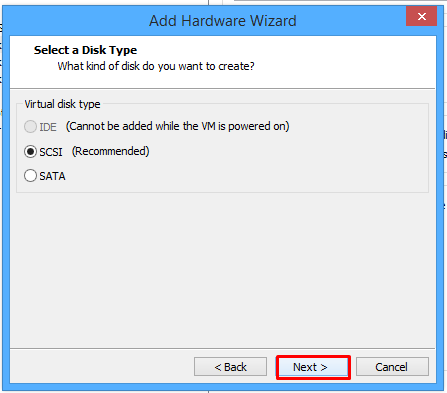 Add Hardware Wizard
Select a Disk Type
What kind of disk do you want to create?
Virtual disk type
IDE (Cannot be added while the VM is powered on)
SCSI (Recommended)
SATA
< Back Next > Cancel